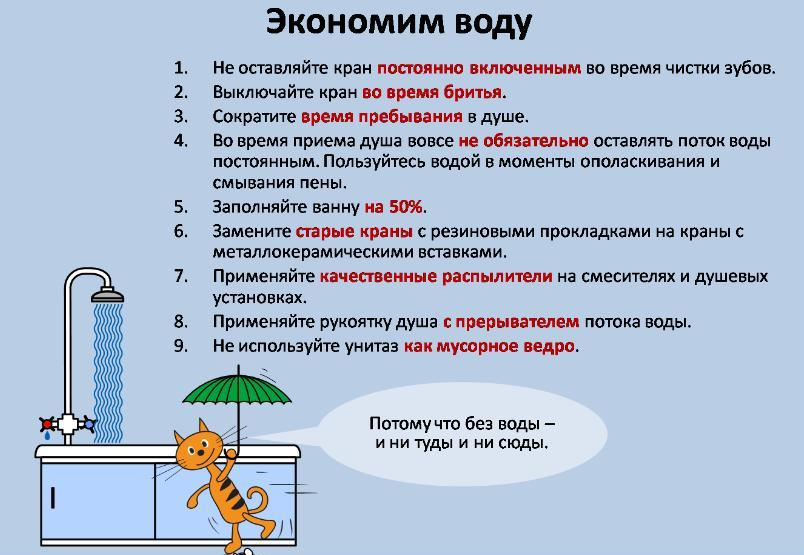 Экономим воду
1. Не оставляйте кран постоянно включенным во время чистки зубов.
2. Выключайте кран во время бритья.
3. Сократите время пребывания в душе.
4. Во время приема душа вовсе не обязательно оставлять поток воды
постоянным. Пользуйтесь водой в моменты ополаскивания и
смывания пены.
5. Заполняйте ванну на 50%.
6. Замените старые краны с резиновыми прокладками на краны с
металлокерамическими вставками.
7. Применяйте качественные распылители на смесителях и душевых
установках.
8. Применяйте рукоятку душа с прерывателем потока воды.
9. Не используйте унитаз как мусорное ведро.
Потому что без воды –
и ни туды и ни сюды.